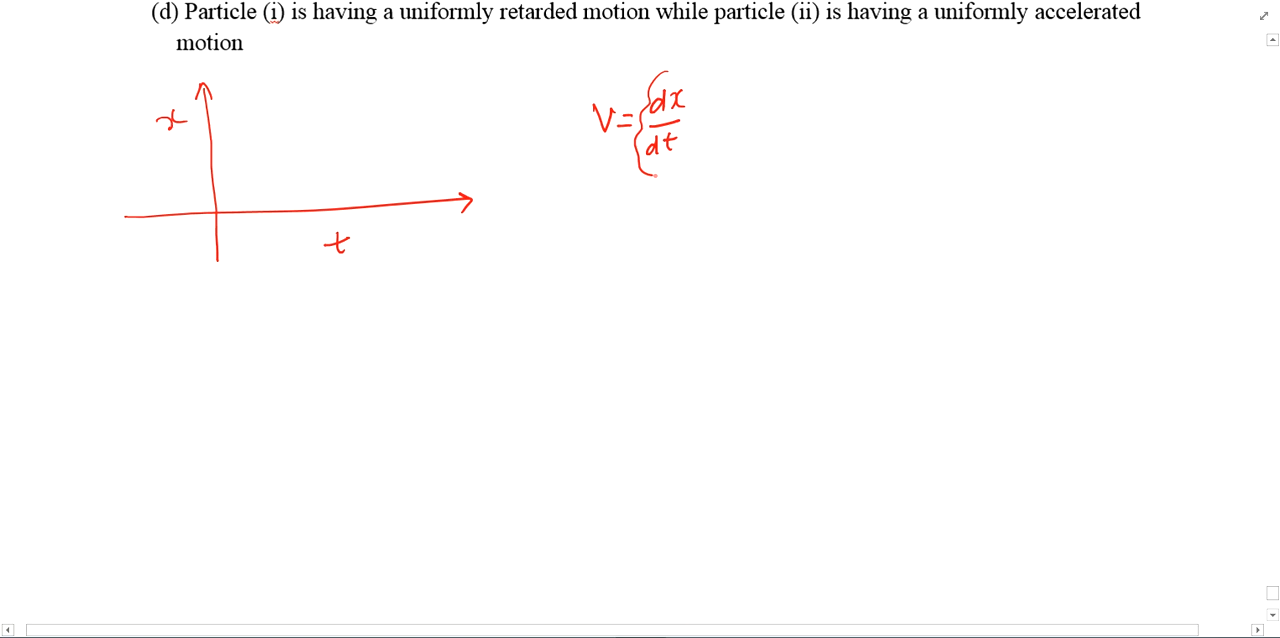 (d) Particle (i) is having a uniformly retarded motion while particle (ii) is having a uniformly accelerated
motion
x
V = { dx/dt
t